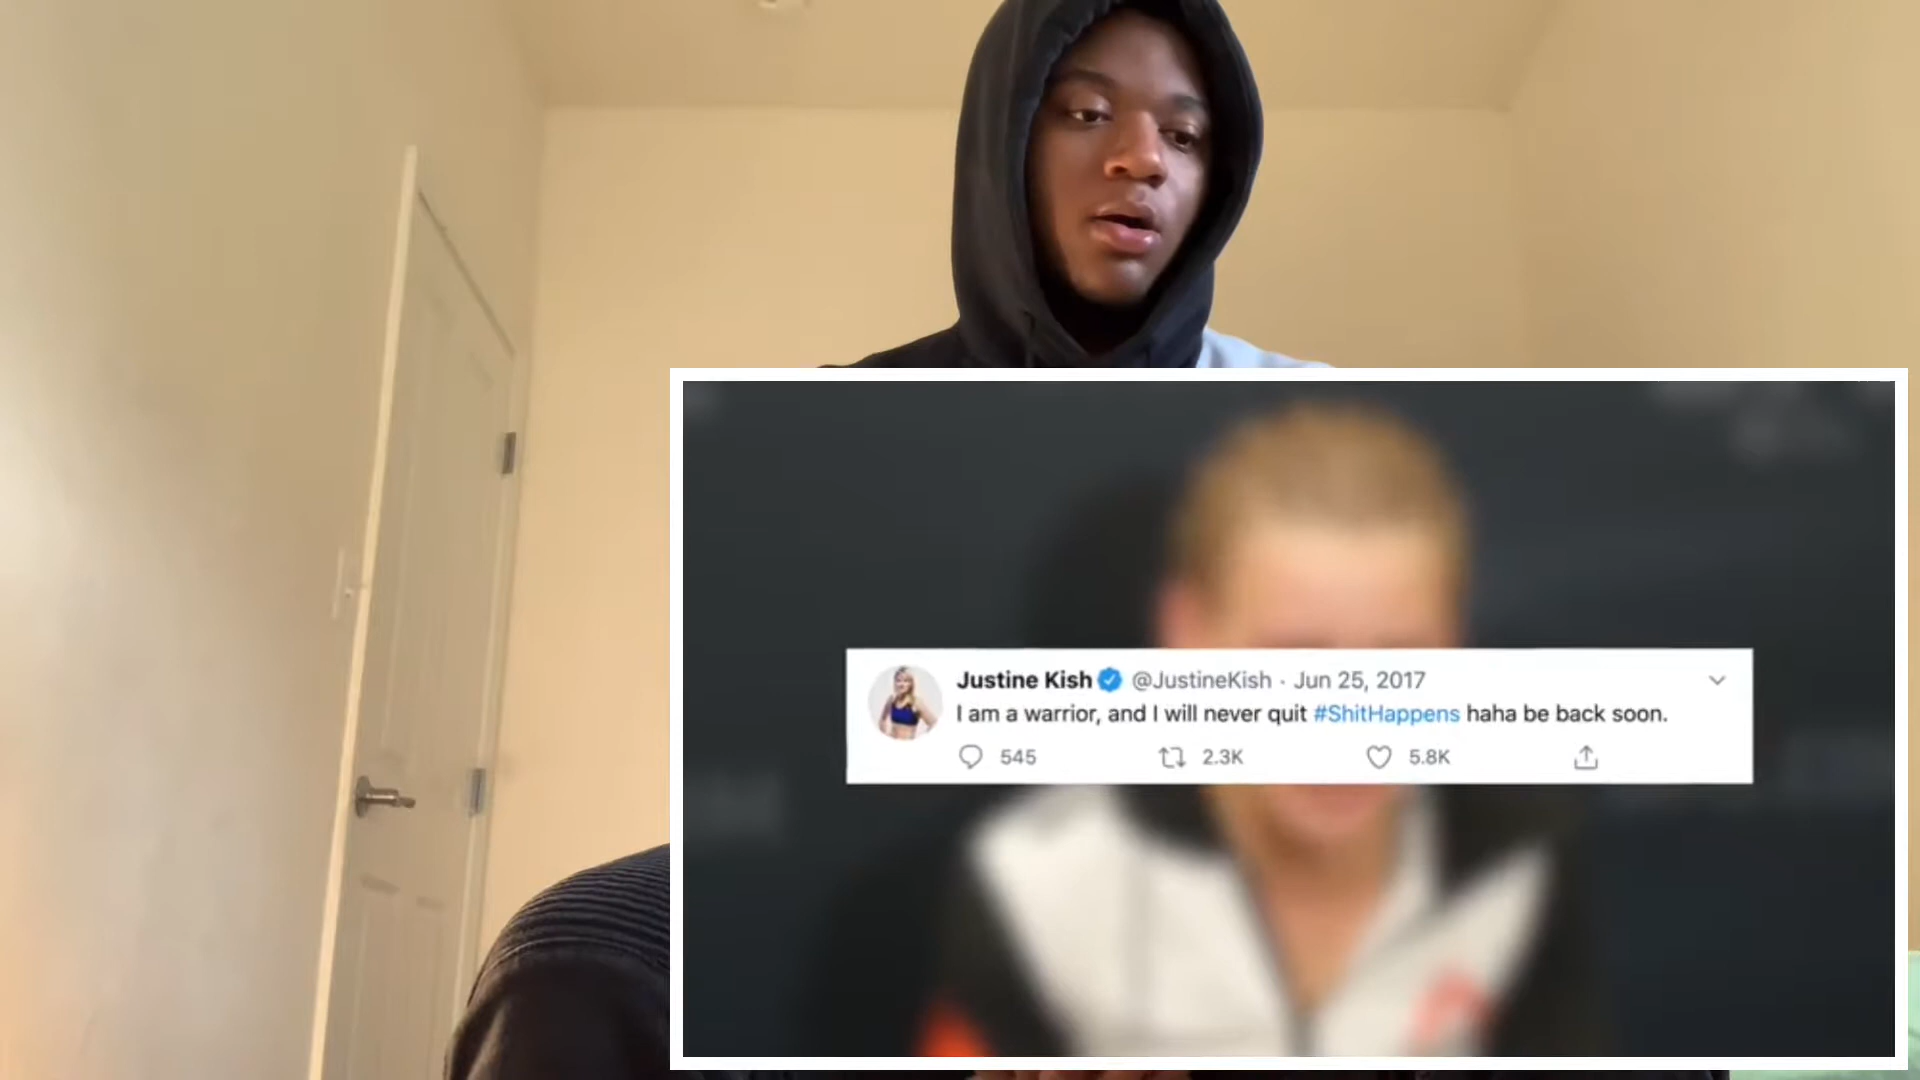 Justine Kish @JustineKish · Jun 25, 2017
I am a warrior, and I will never quit #ShitHappens haha be back soon.
545 2.3K 5.8K